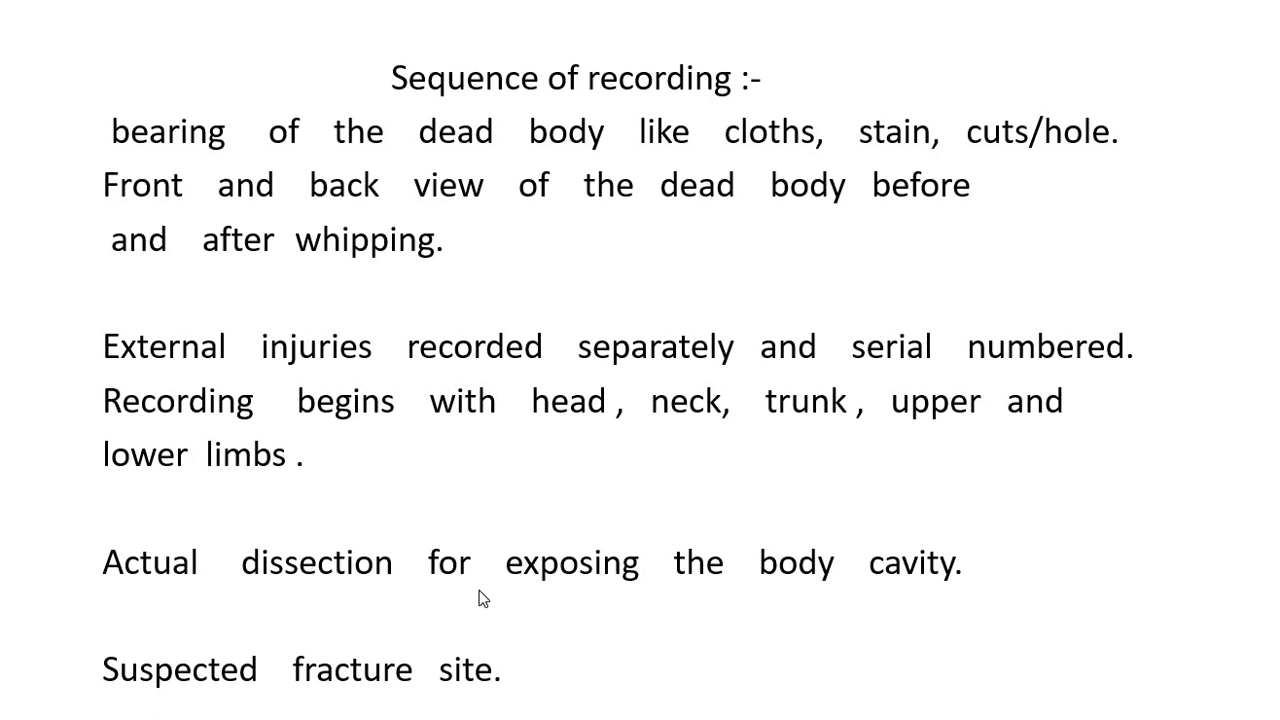 Sequence of recording :-
bearing of the dead body like cloths, stain, cuts/hole.
Front and back view of the dead body before
and after whipping.
External injuries recorded separately and serial numbered.
Recording begins with head , neck, trunk , upper and
lower limbs .
Actual dissection for exposing the body cavity.
Suspected fracture site.